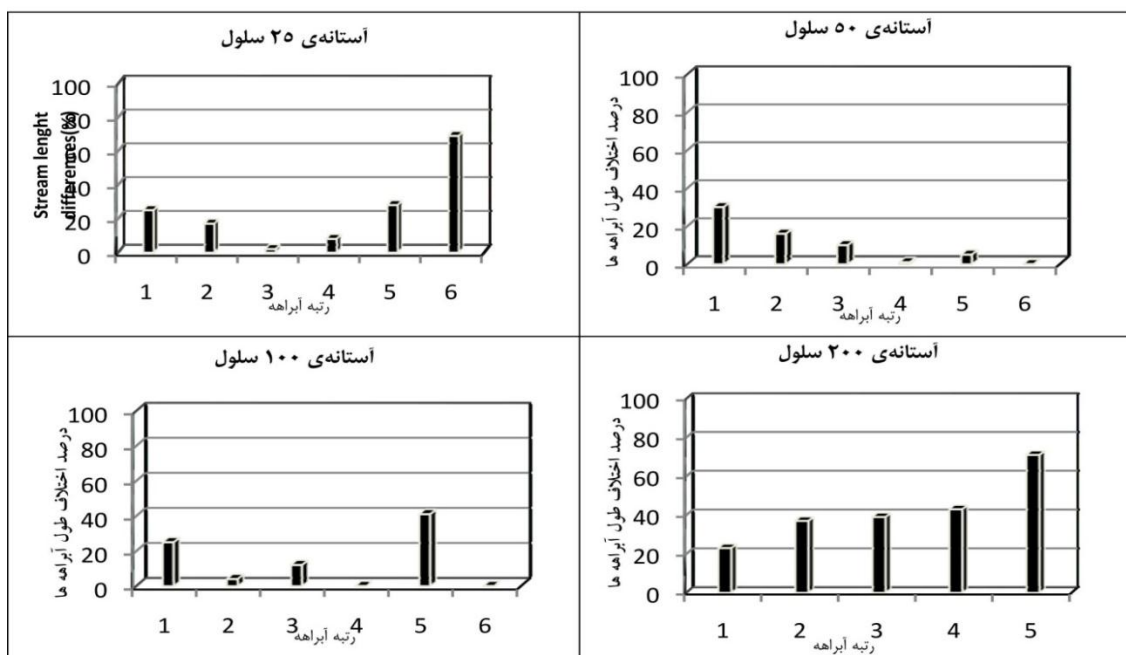 آستانه‌ی ۲۵ سلول
Stream lenght
differences(%)
100
80
60
40
20
0
1 2 3 4 5 6
رتبه آبراهه
آستانه‌ی ۵۰ سلول
درصد اختلاف طول آبراهه ها
100
80
60
40
20
0
1 2 3 4 5 6
رتبه آبراهه
آستانه‌ی ۱۰۰ سلول
درصد اختلاف طول آبراهه ها
100
80
60
40
20
0
1 2 3 4 5 6
رتبه آبراهه
آستانه‌ی ۲۰۰ سلول
درصد اختلاف طول آبراهه ها
100
80
60
40
20
0
1 2 3 4 5
رتبه آبراهه